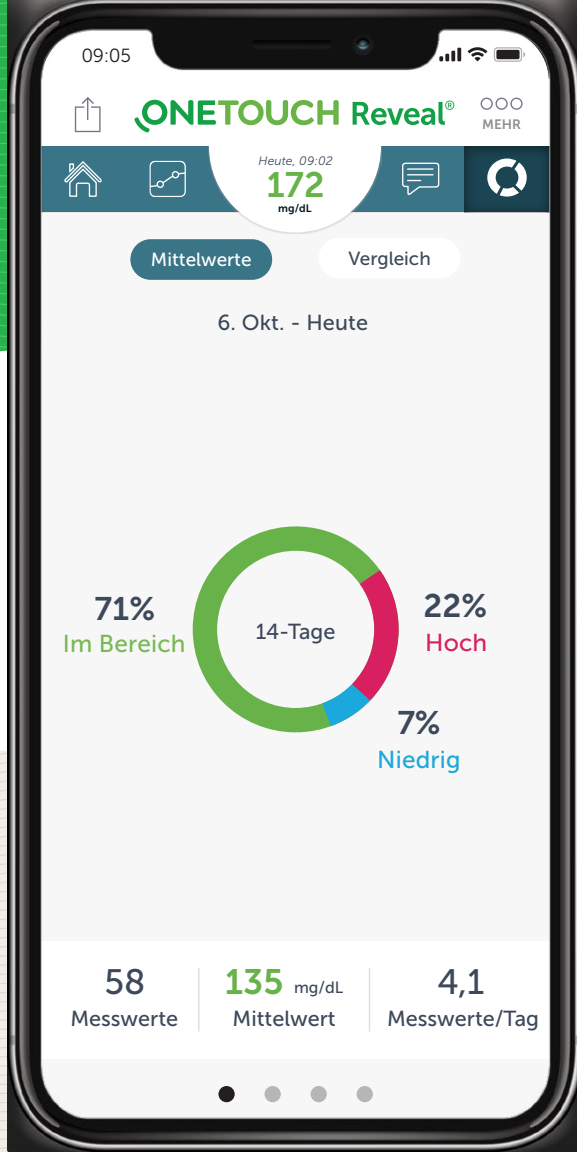 09:05
ONETOUCH Reveal®
MEHR
Heute, 09:02
172
mg/dL
Mittelwerte
Vergleich
6. Okt. - Heute
71%
Im Bereich
14-Tage
22%
Hoch
7%
Niedrig
58
Messwerte
135 mg/dL
Mittelwert
4,1
Messwerte/Tag